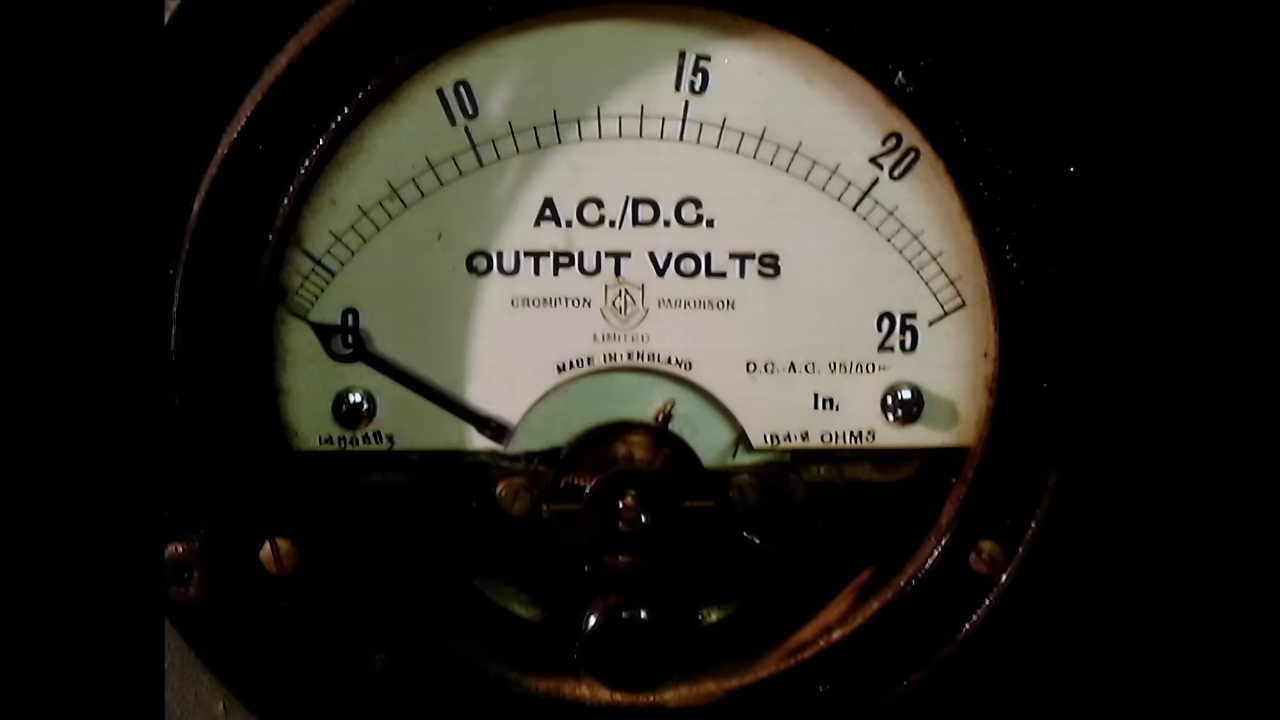 10 15 20
0 25
A.C./D.C.
OUTPUT VOLTS
CROMPTON PARKINSON
LIMITED
MADE IN ENGLAND
D.C. A.C.
In.
OHMS